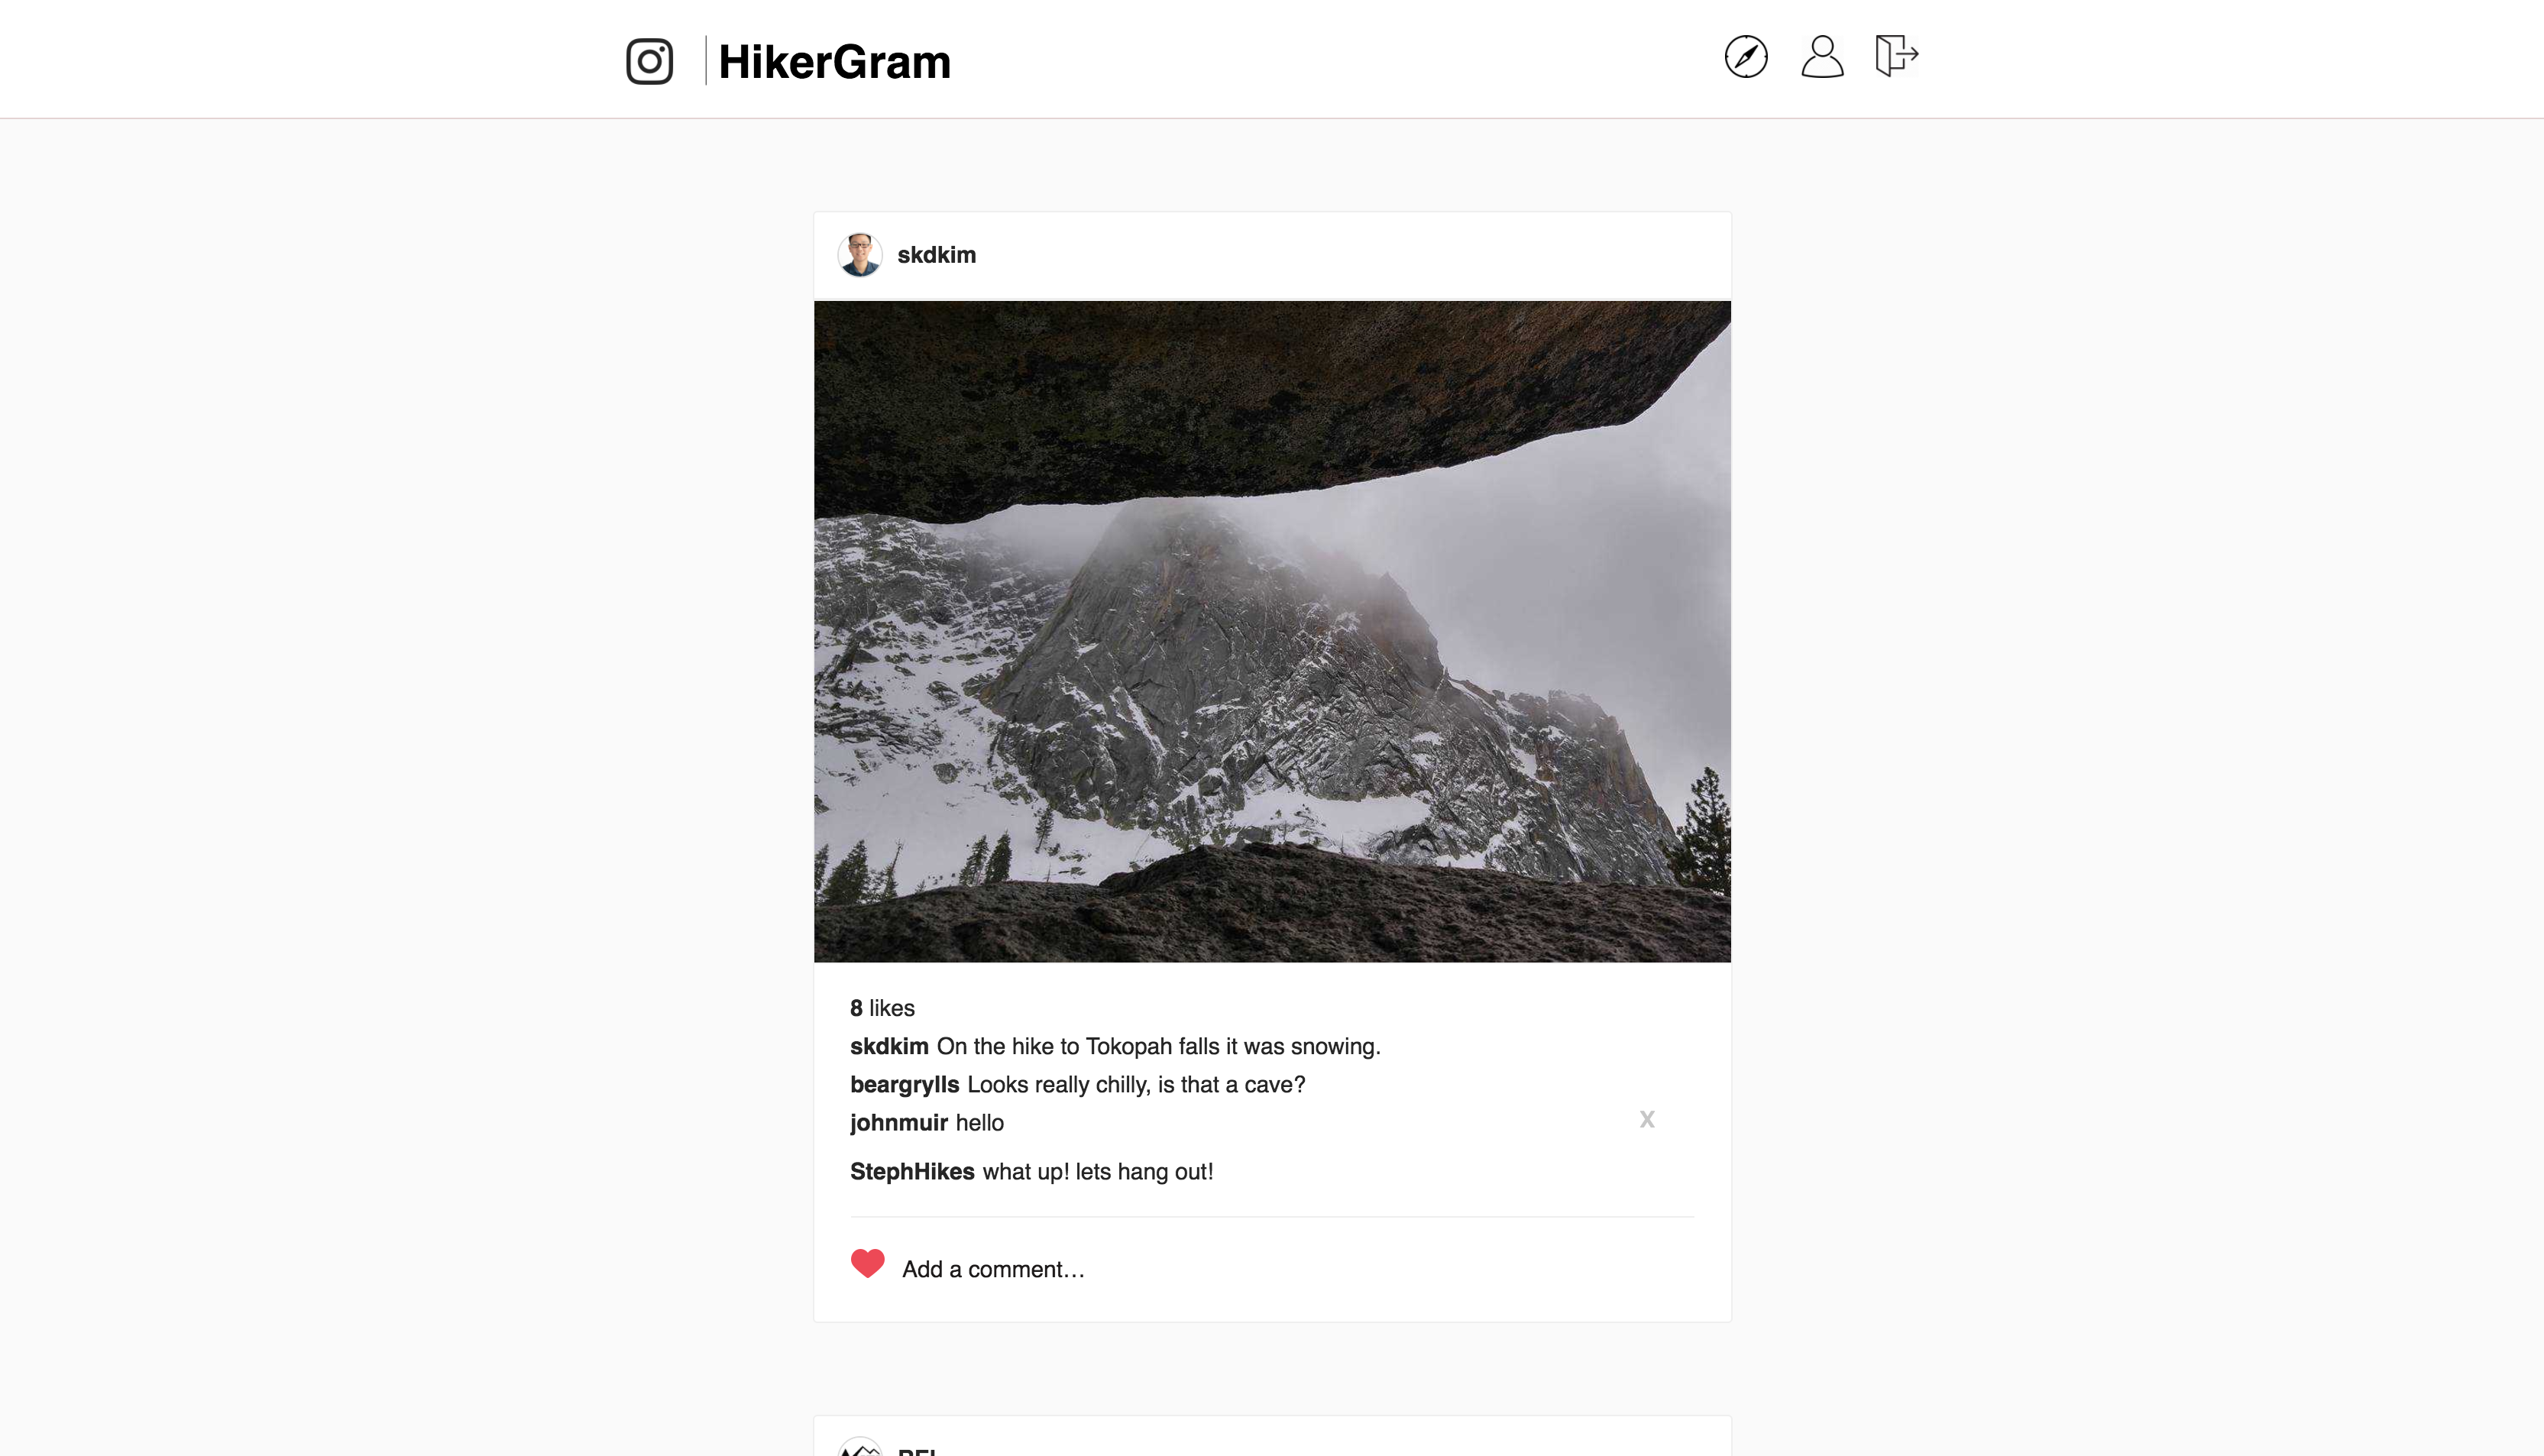 HikerGram
skdkim
8 likes
skdkim On the hike to Tokopah falls it was snowing.
beargrylls Looks really chilly, is that a cave?
johnmuir hello
X
StephHikes what up! lets hang out!
Add a comment…